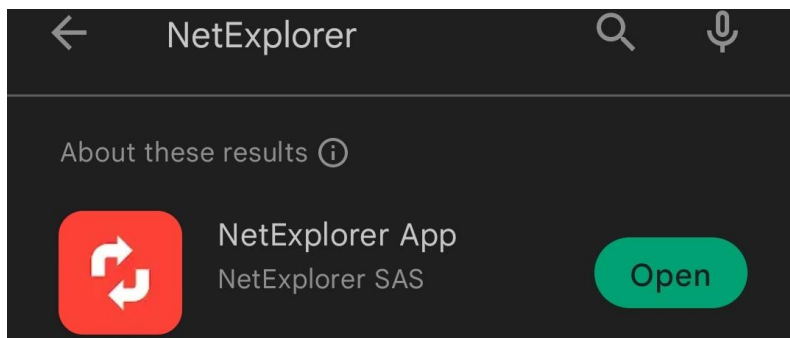 NetExplorer
About these results
NetExplorer App
NetExplorer SAS
Open